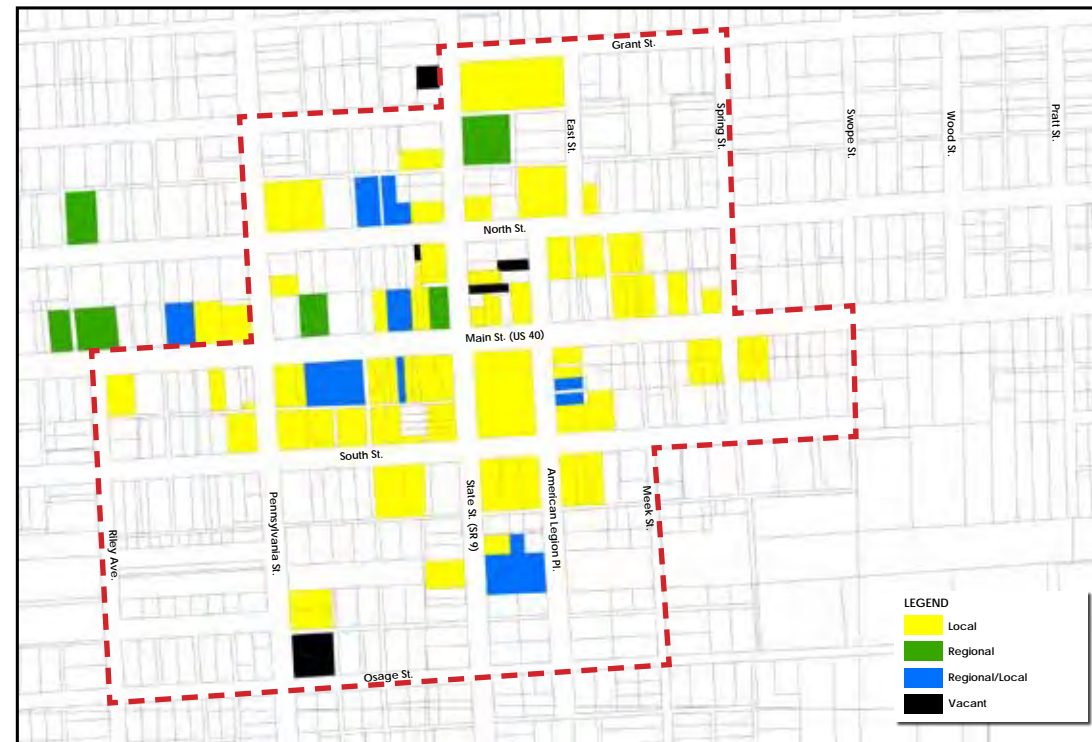 Grant St.
East St.
Spring St.
Swope St.
Wood St.
Pratt St.
North St.
Main St. (US 40)
South St.
Riley Ave.
Pennsylvania St.
State St. (SR 9)
American Legion Pl.
Meek St.
Osage St.
LEGEND
Local
Regional
Regional/Local
Vacant